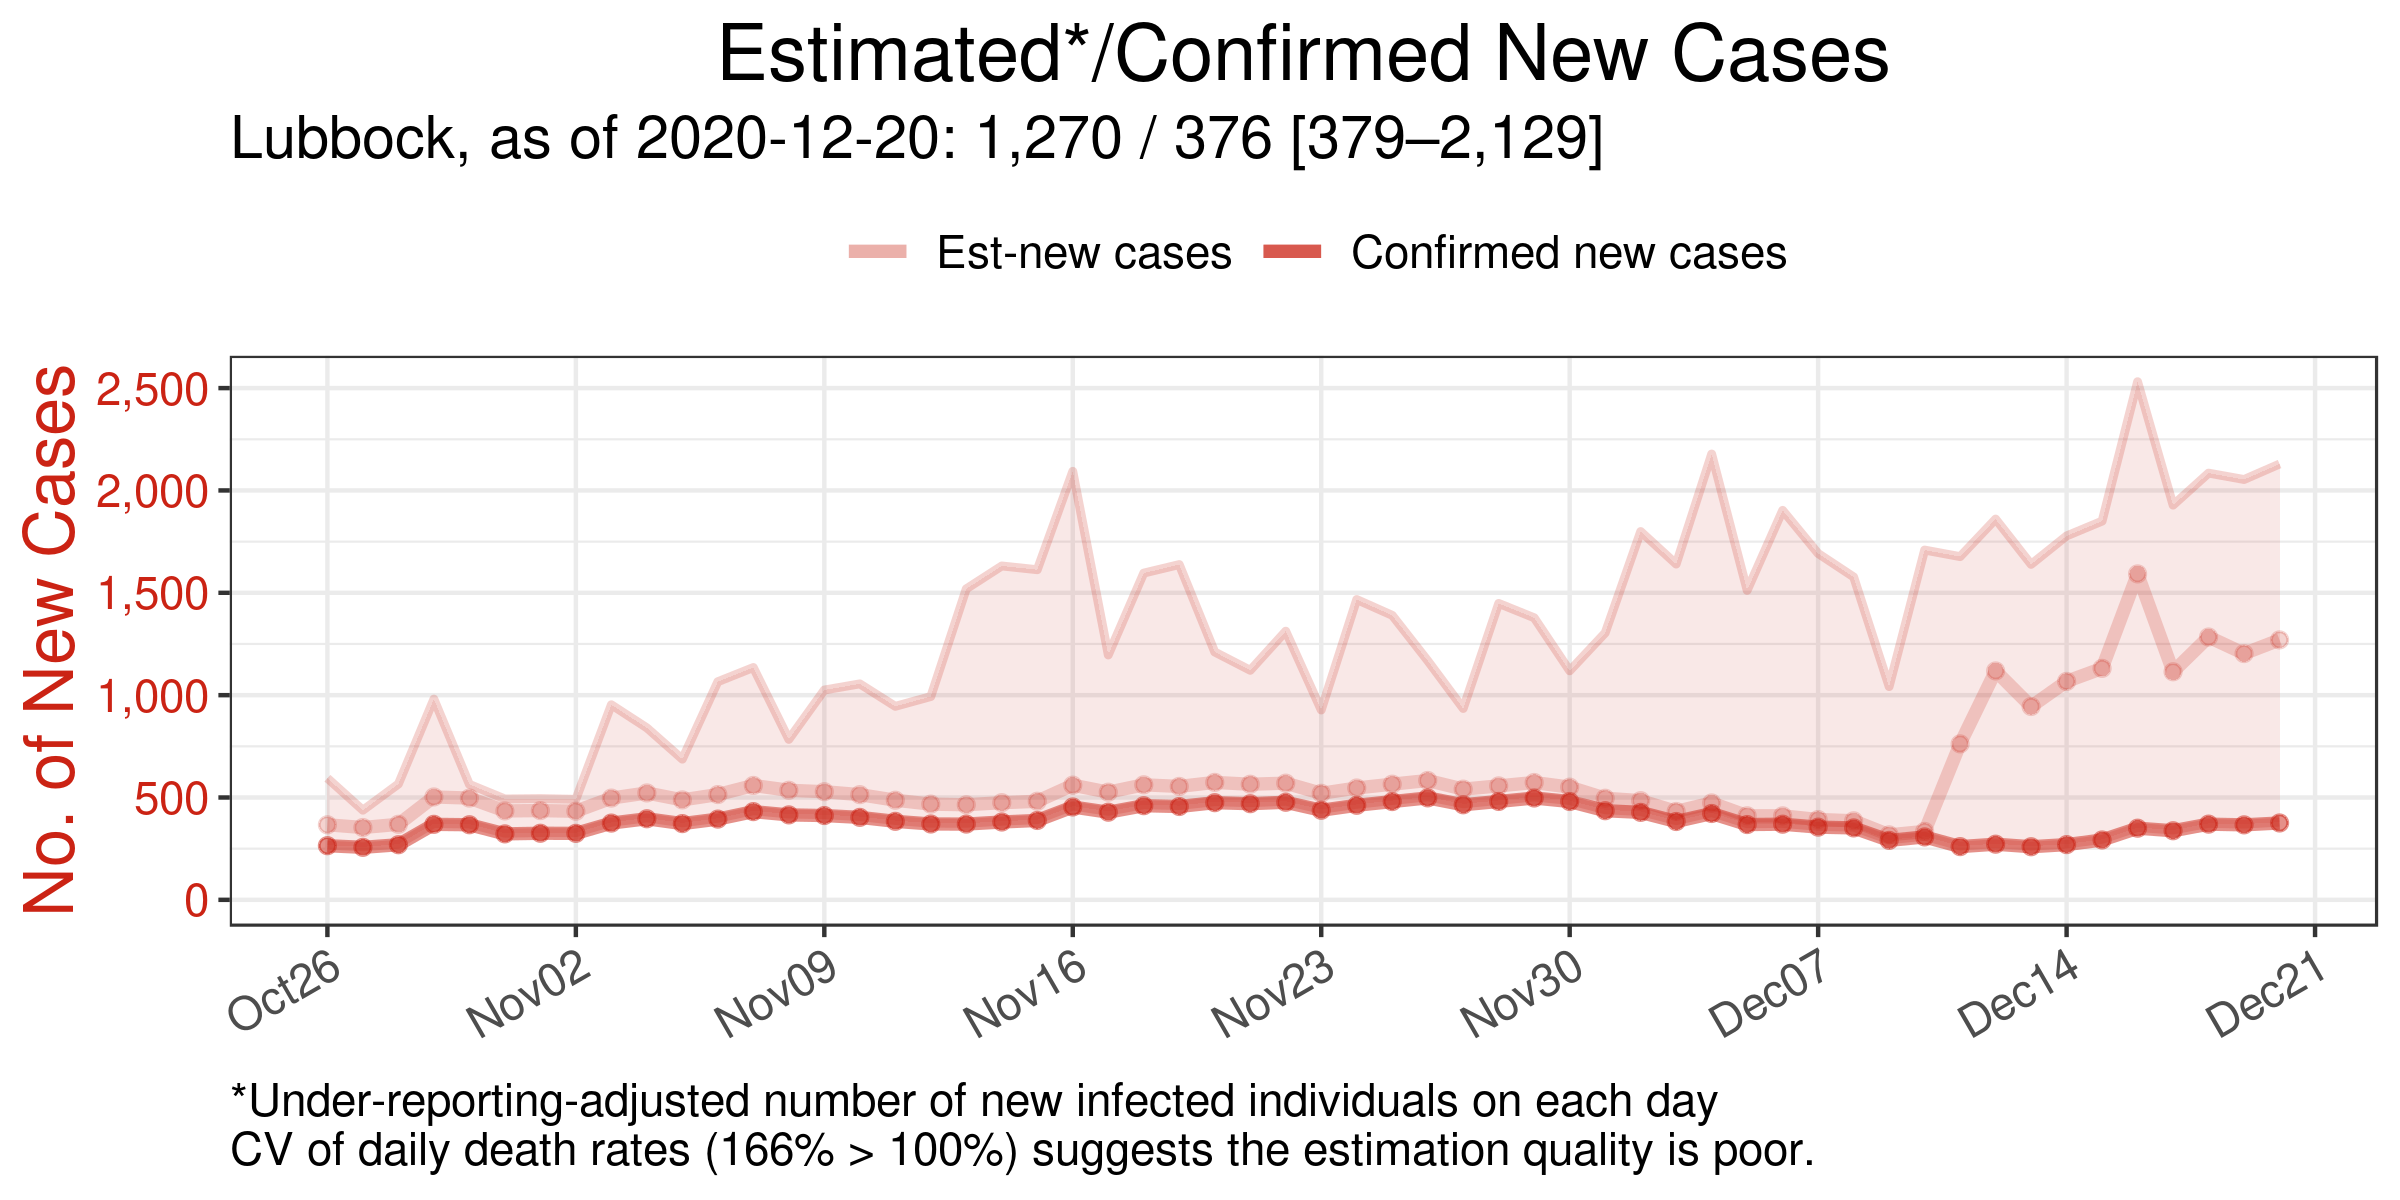 Estimated*/Confirmed New Cases
Lubbock, as of 2020-12-20: 1,270 / 376 [379–2,129]
Est-new cases Confirmed new cases
No. of New Cases
2,500
2,000
1,500
1,000
500
0
Oct26 Nov02 Nov09 Nov16 Nov23 Nov30 Dec07 Dec14 Dec21
*Under-reporting-adjusted number of new infected individuals on each day
CV of daily death rates (166% > 100%) suggests the estimation quality is poor.